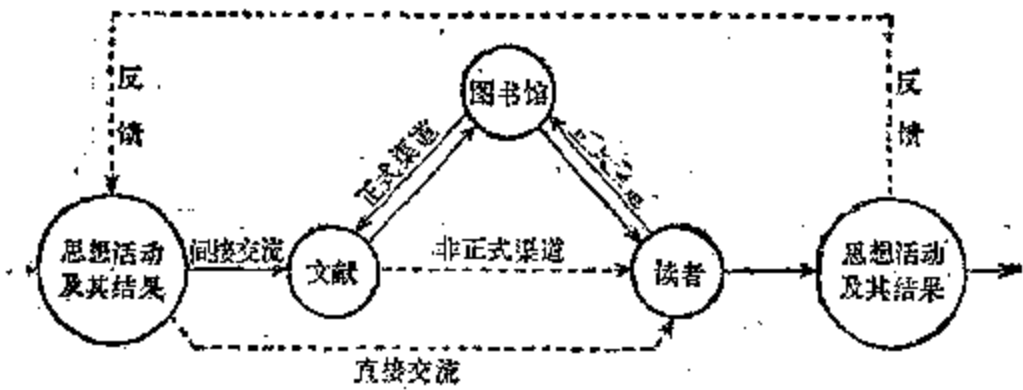 反
馈
反
馈
图书馆
正式渠道
思想活动
及其结果
间接交流
文献
非正式渠道
读者
思想活动
及其结果
直接交流